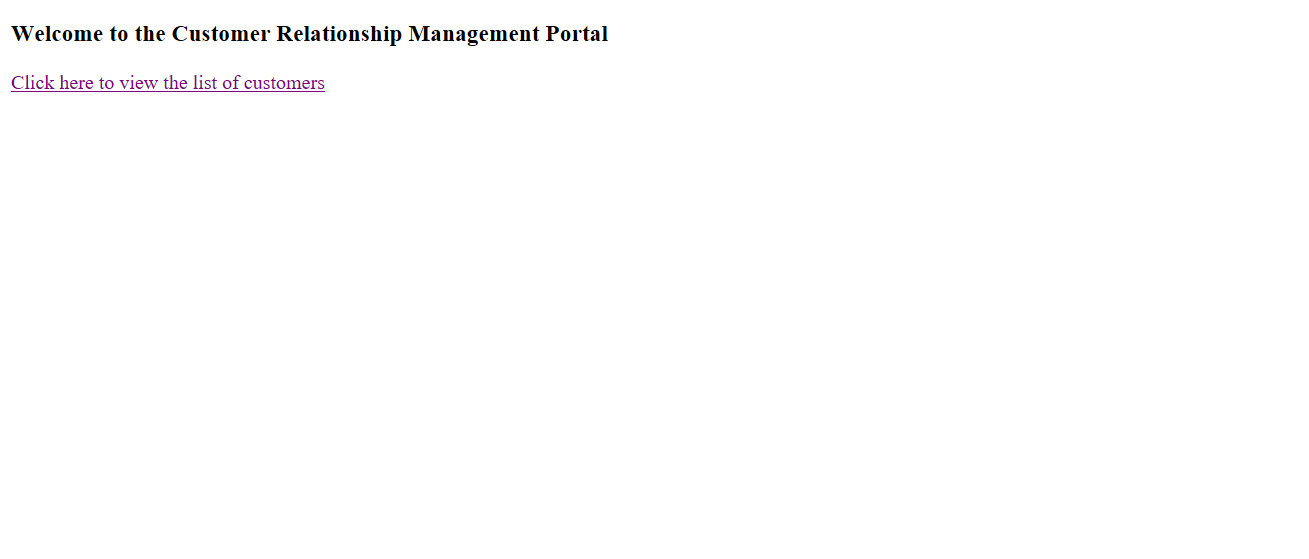 Welcome to the Customer Relationship Management Portal
Click here to view the list of customers